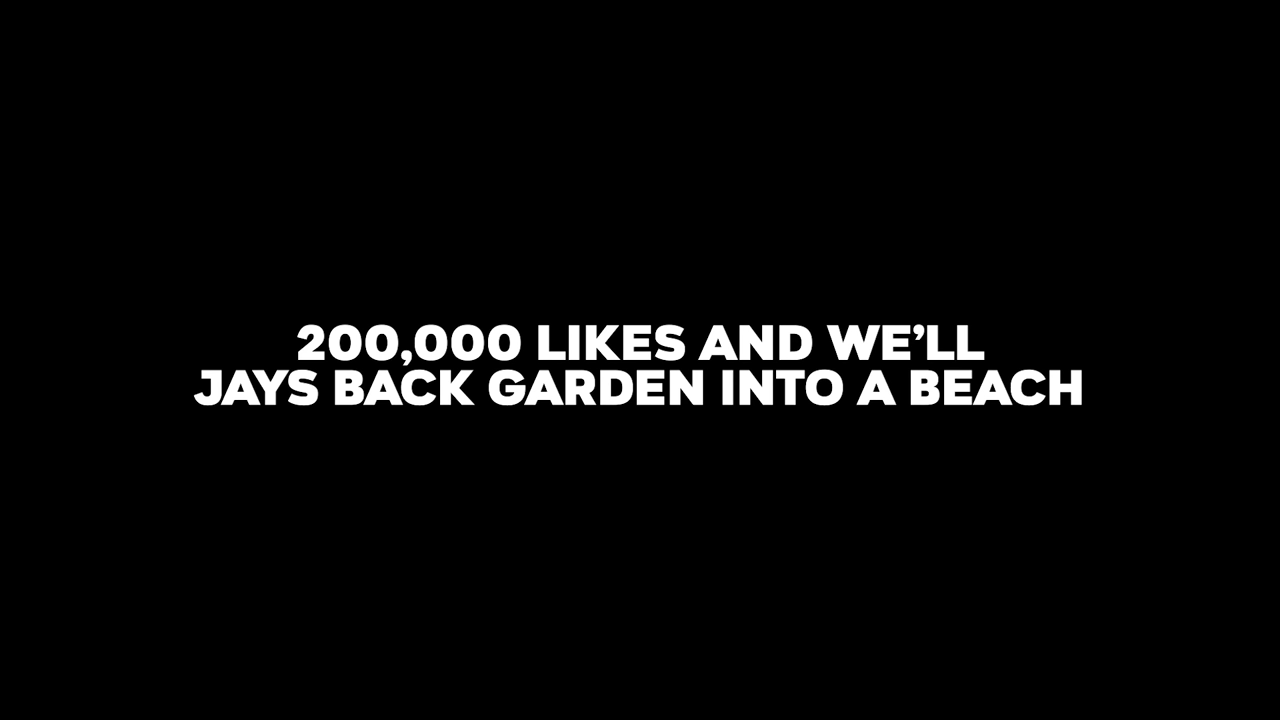 200,000 LIKES AND WE’LL
JAYS BACK GARDEN INTO A BEACH